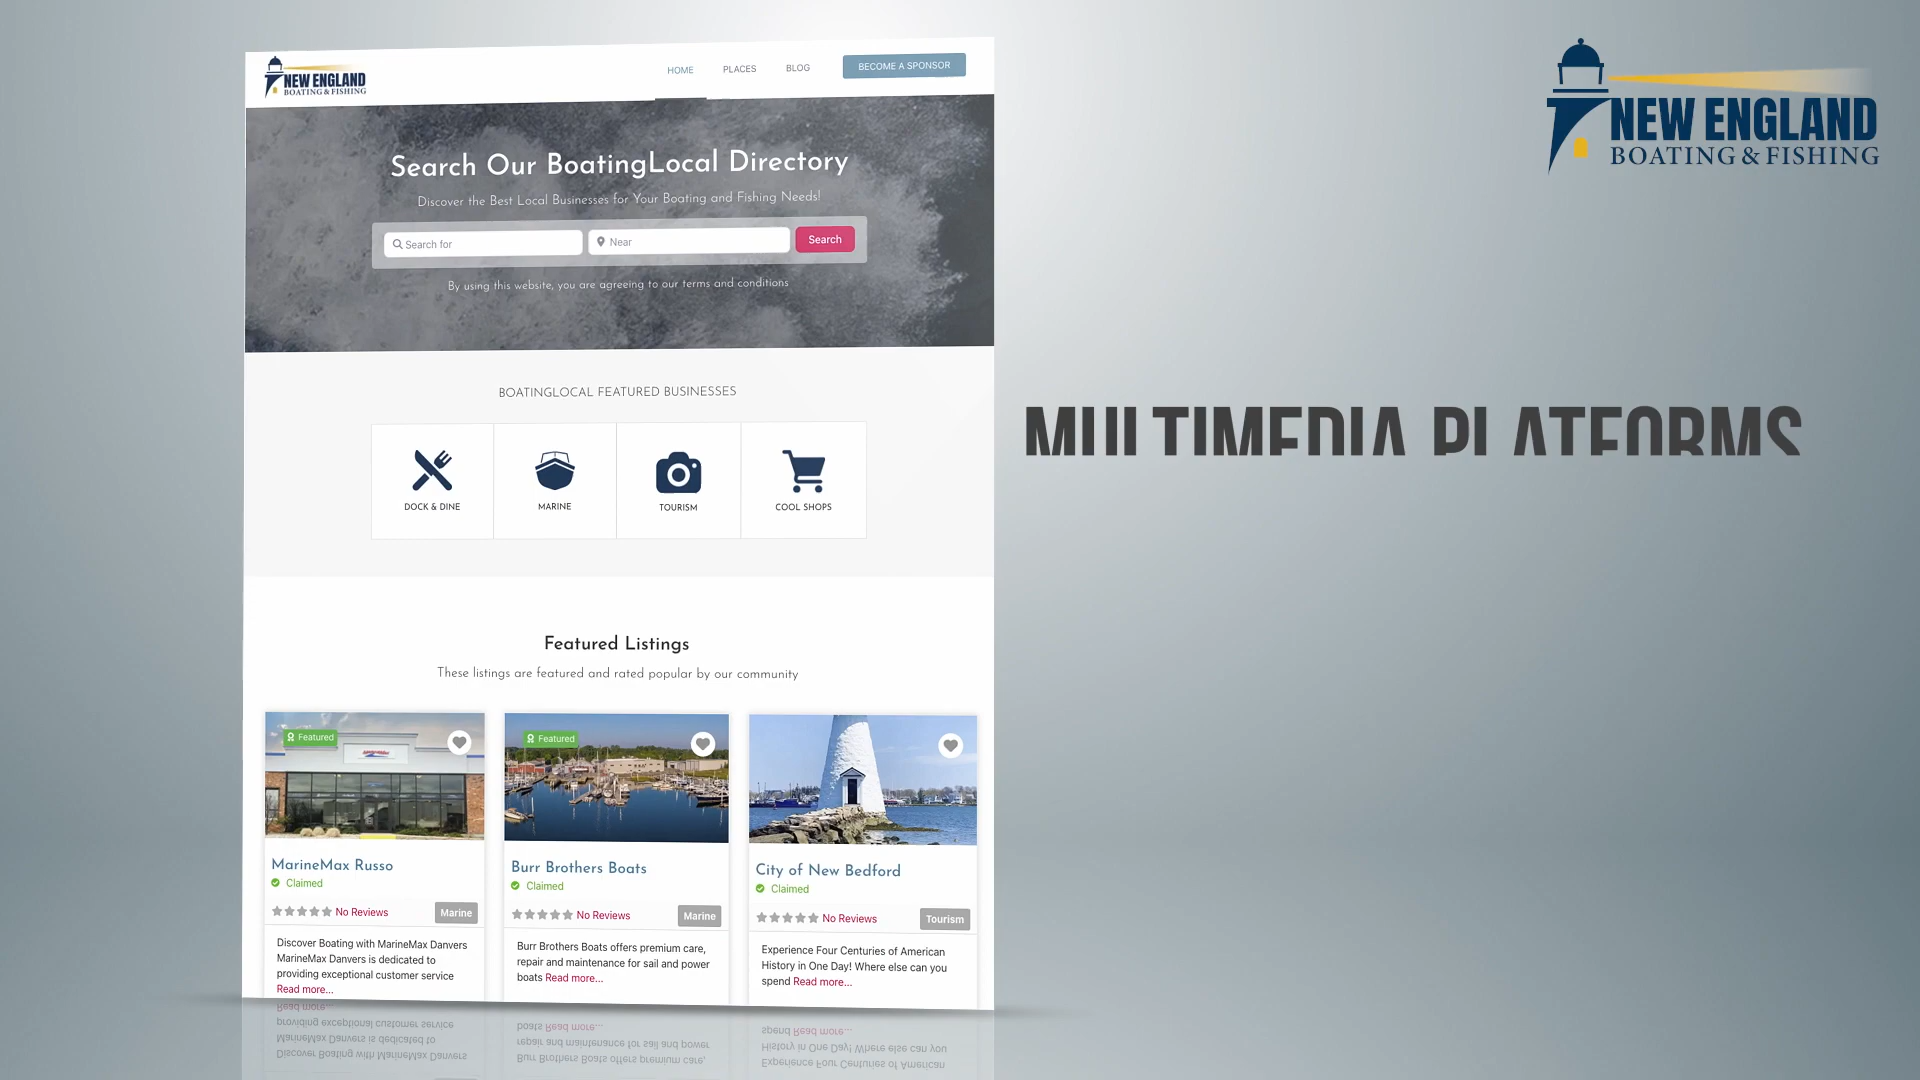 NEW ENGLAND
BOATING & FISHING
HOME
PLACES
BLOG
BECOME A SPONSOR
Search Our BoatingLocal Directory
Discover the Best Local Businesses for Your Boating and Fishing Needs!
Search for
Near
Search
By using this website, you are agreeing to our terms and conditions
BOATINGLOCAL FEATURED BUSINESSES
DOCK & DINE
MARINE
TOURISM
COOL SHOPS
Featured Listings
These listings are featured and rated popular by our community
Featured
MarineMax Russo
Claimed
No Reviews
Marine
Discover Boating with MarineMax Danvers
MarineMax Danvers is dedicated to
providing exceptional customer service
Read more...
Featured
Burr Brothers Boats
Claimed
No Reviews
Marine
Burr Brothers Boats offers premium care,
repair and maintenance for sail and power
boats Read more...
City of New Bedford
Claimed
No Reviews
Tourism
Experience Four Centuries of American
History in One Day! Where else can you
spend Read more...
NEW ENGLAND
BOATING & FISHING
MULTIMEDIA PLATFORMS